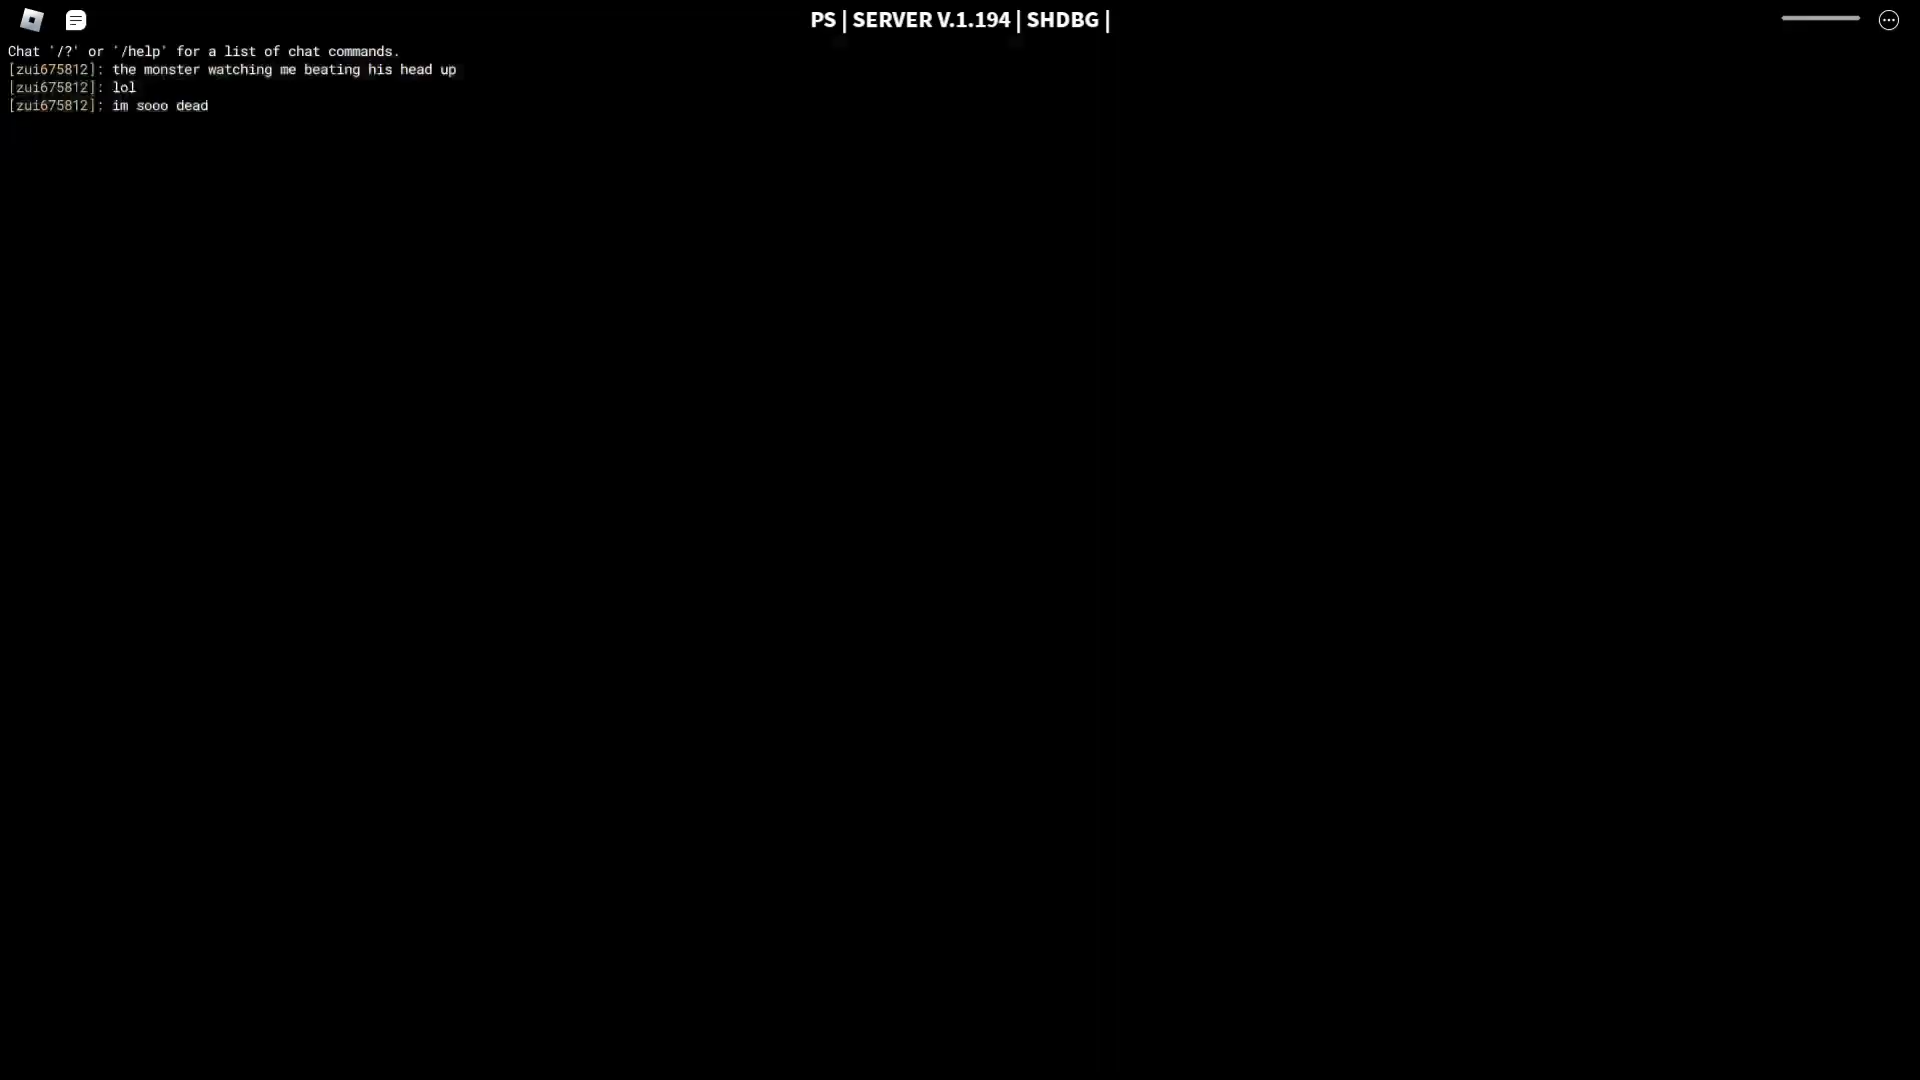 PS | SERVER V.1.194 | SHDBG |
Chat '/?' or '/help' for a list of chat commands.
[zui675812]: the monster watching me beating his head up
[zui675812]: lol
[zui675812]: im sooo dead